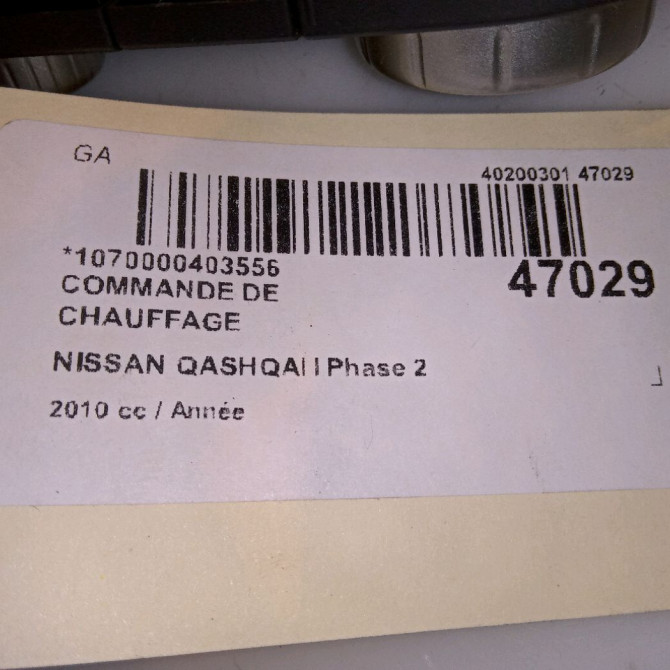 GA
40200301 47029
*1070000403556
47029
COMMANDE DE
CHAUFFAGE
NISSAN QASHQAI I Phase 2
2010 cc / Année